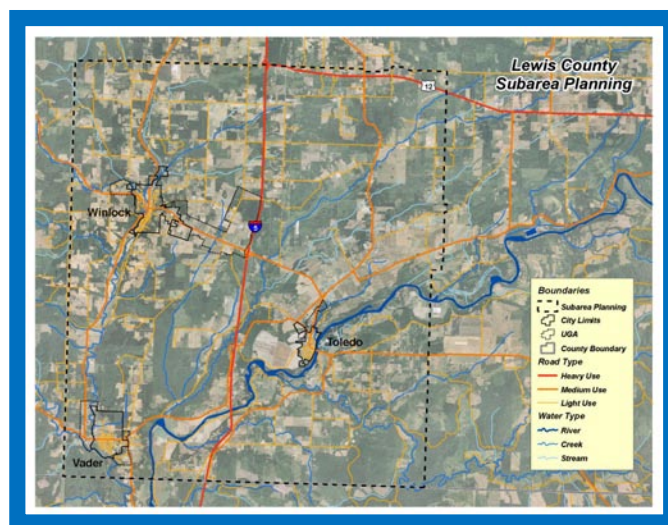 Lewis County
Subarea Planning
12
Winlock
5
Toledo
Vader
Boundaries
Subarea Planning
City Limits
UGA
County Boundary
Road Type
Heavy Use
Medium Use
Light Use
Water Type
River
Creek
Stream